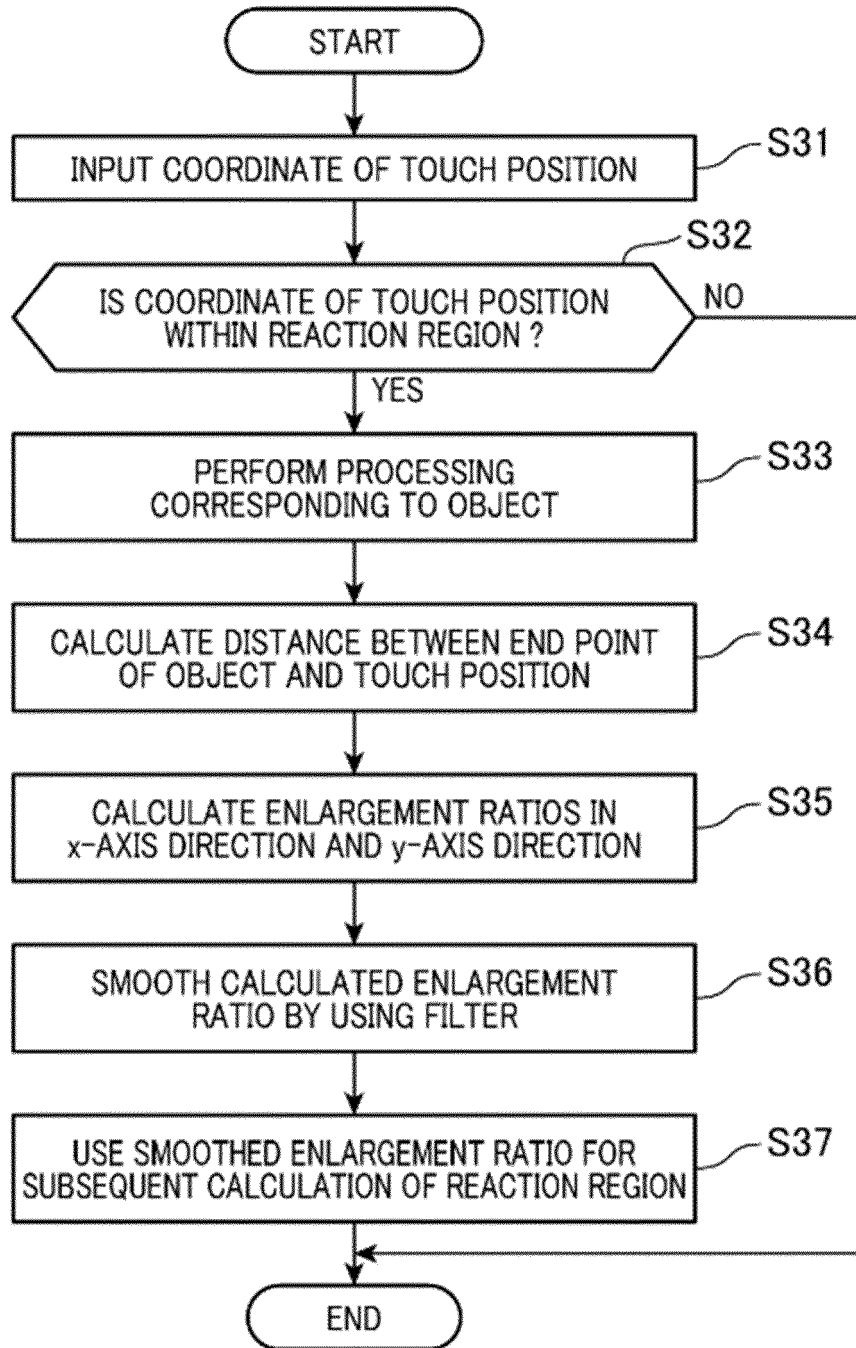 START
INPUT COORDINATE OF TOUCH POSITION
S31
S32
IS COORDINATE OF TOUCH POSITION
WITHIN REACTION REGION ?
NO
YES
PERFORM PROCESSING
CORRESPONDING TO OBJECT
S33
CALCULATE DISTANCE BETWEEN END POINT
OF OBJECT AND TOUCH POSITION
S34
CALCULATE ENLARGEMENT RATIOS IN
x-AXIS DIRECTION AND y-AXIS DIRECTION
S35
SMOOTH CALCULATED ENLARGEMENT
RATIO BY USING FILTER
S36
USE SMOOTHED ENLARGEMENT RATIO FOR
SUBSEQUENT CALCULATION OF REACTION REGION
S37
END